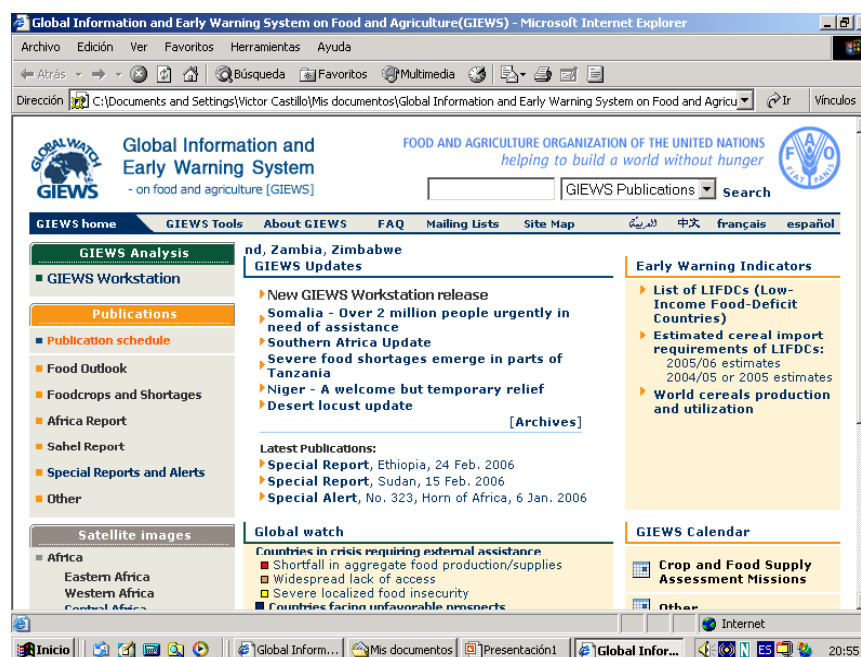 Global Information and Early Warning System on Food and Agriculture(GIEWS) - Microsoft Internet Explorer
Archivo Edición Ver Favoritos Herramientas Ayuda
Atrás Búsqueda Favoritos Multimedia
Dirección C:\Documents and Settings\Victor Castillo\Mis documentos\Global Information and Early Warning System on Food and Agricu Ir Vínculos
GLOBAL WATCH
GIEWS
Global Information and
Early Warning System
- on food and agriculture [GIEWS]
FOOD AND AGRICULTURE ORGANIZATION OF THE UNITED NATIONS
helping to build a world without hunger
GIEWS Publications Search
FAO
FIAT PANIS
GIEWS home GIEWS Tools About GIEWS FAQ Mailing Lists Site Map العربية 中文 français español
GIEWS Analysis
GIEWS Workstation
Publications
Publication schedule
Food Outlook
Foodcrops and Shortages
Africa Report
Sahel Report
Special Reports and Alerts
Other
Satellite images
Africa
Eastern Africa
Western Africa
Central Africa
nd, Zambia, Zimbabwe
GIEWS Updates
New GIEWS Workstation release
Somalia - Over 2 million people urgently in
need of assistance
Southern Africa Update
Severe food shortages emerge in parts of
Tanzania
Niger - A welcome but temporary relief
Desert locust update
[Archives]
Latest Publications:
Special Report, Ethiopia, 24 Feb. 2006
Special Report, Sudan, 15 Feb. 2006
Special Alert, No. 323, Horn of Africa, 6 Jan. 2006
Global watch
Countries in crisis requiring external assistance
Shortfall in aggregate food production/supplies
Widespread lack of access
Severe localized food insecurity
Countries facing unfavorable prospects
Early Warning Indicators
List of LIFDCs (Low-
Income Food-Deficit
Countries)
Estimated cereal import
requirements of LIFDCs:
2005/06 estimates
2004/05 or 2005 estimates
World cereals production
and utilization
GIEWS Calendar
Crop and Food Supply
Assessment Missions
Other
Internet
Inicio Global Inform... Mis documentos Presentación1 Global Infor... N ES 20:55